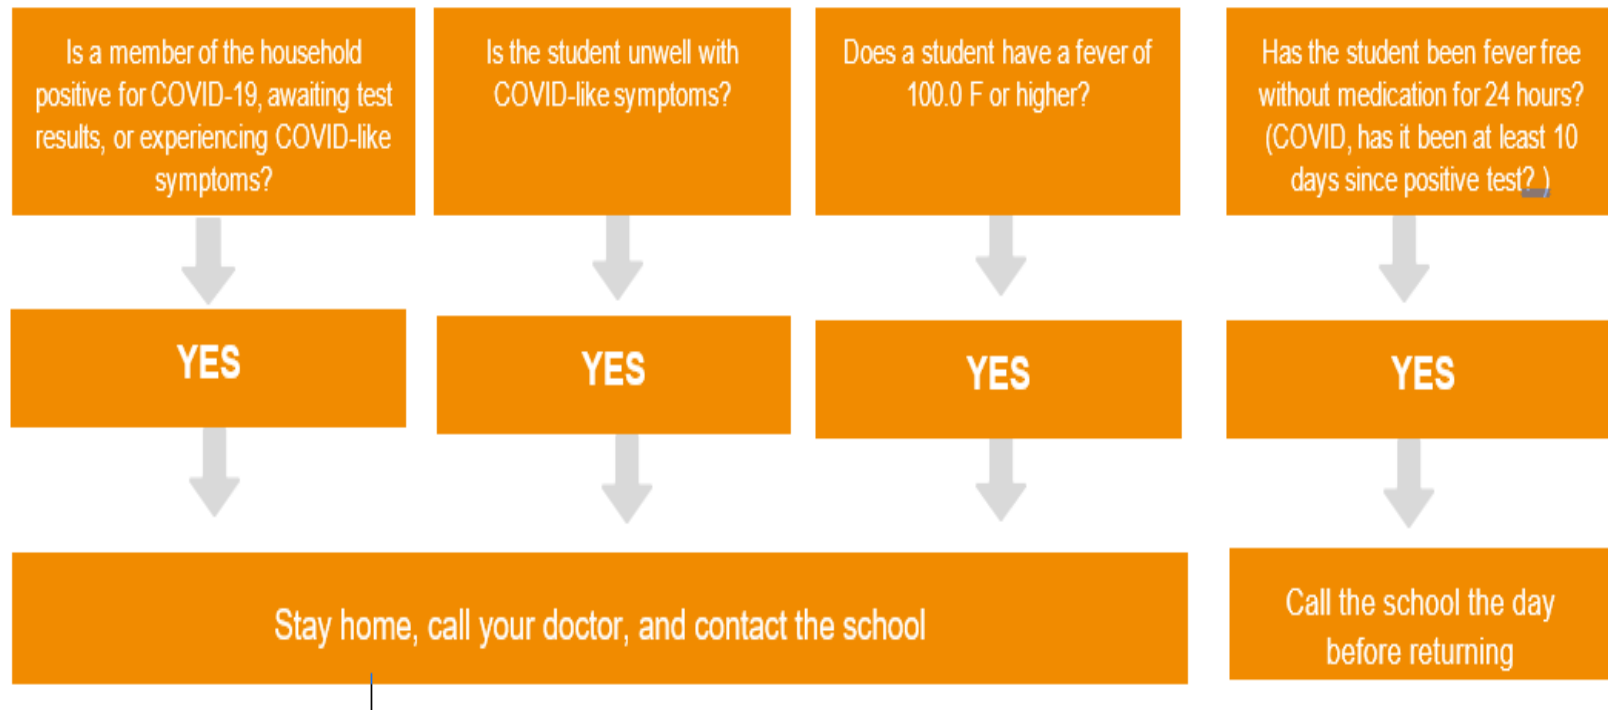 Is a member of the household
positive for COVID-19, awaiting test
results, or experiencing COVID-like
symptoms?
Is the student unwell with
COVID-like symptoms?
Does a student have a fever of
100.0 F or higher?
Has the student been fever free
without medication for 24 hours?
(COVID, has it been at least 10
days since positive test? )
YES
YES
YES
YES
Stay home, call your doctor, and contact the school
Call the school the day
before returning